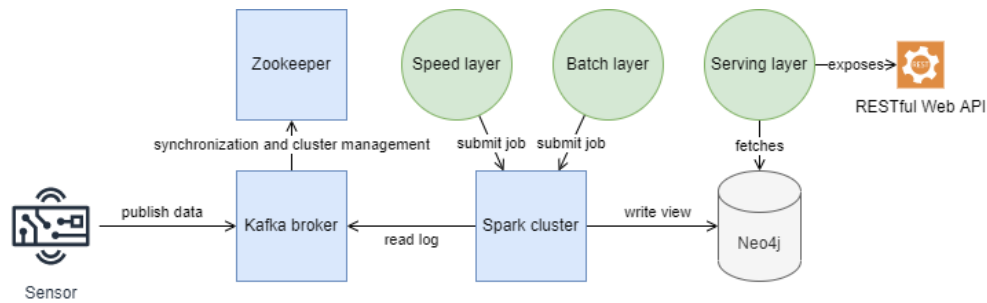 Zookeeper
Speed layer
Batch layer
Serving layer
exposes
REST
RESTful Web API
synchronization and cluster management
submit job
submit job
fetches
publish data
Kafka broker
read log
Spark cluster
write view
Neo4j
Sensor